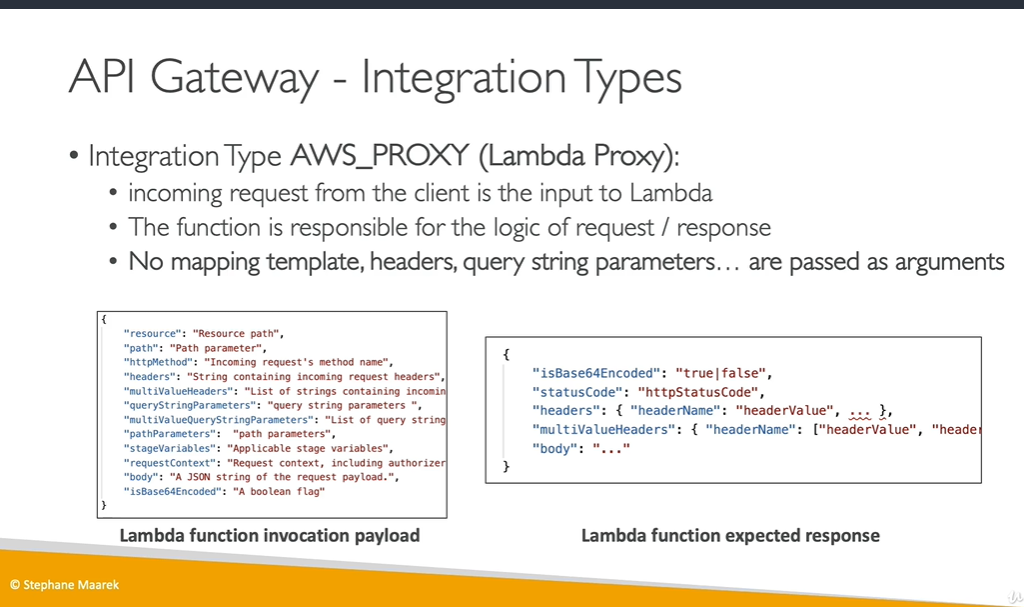 API Gateway - Integration Types
• Integration Type AWS_PROXY (Lambda Proxy):
• incoming request from the client is the input to Lambda
• The function is responsible for the logic of request / response
• No mapping template, headers, query string parameters… are passed as arguments
{
"resource": "Resource path",
"path": "Path parameter",
"httpMethod": "Incoming request's method name",
"headers": "String containing incoming request headers",
"multiValueHeaders": "List of strings containing incomin
"queryStringParameters": "query string parameters ",
"multiValueQueryStringParameters": "List of query string
"pathParameters":  "path parameters",
"stageVariables": "Applicable stage variables",
"requestContext": "Request context, including authorizer
"body": "A JSON string of the request payload.",
"isBase64Encoded": "A boolean flag"
}
Lambda function invocation payload
{
"isBase64Encoded": "true|false",
"statusCode": "httpStatusCode",
"headers": { "headerName": "headerValue", ... },
"multiValueHeaders": { "headerName": ["headerValue", "header
"body": "..."
}
Lambda function expected response
© Stephane Maarek